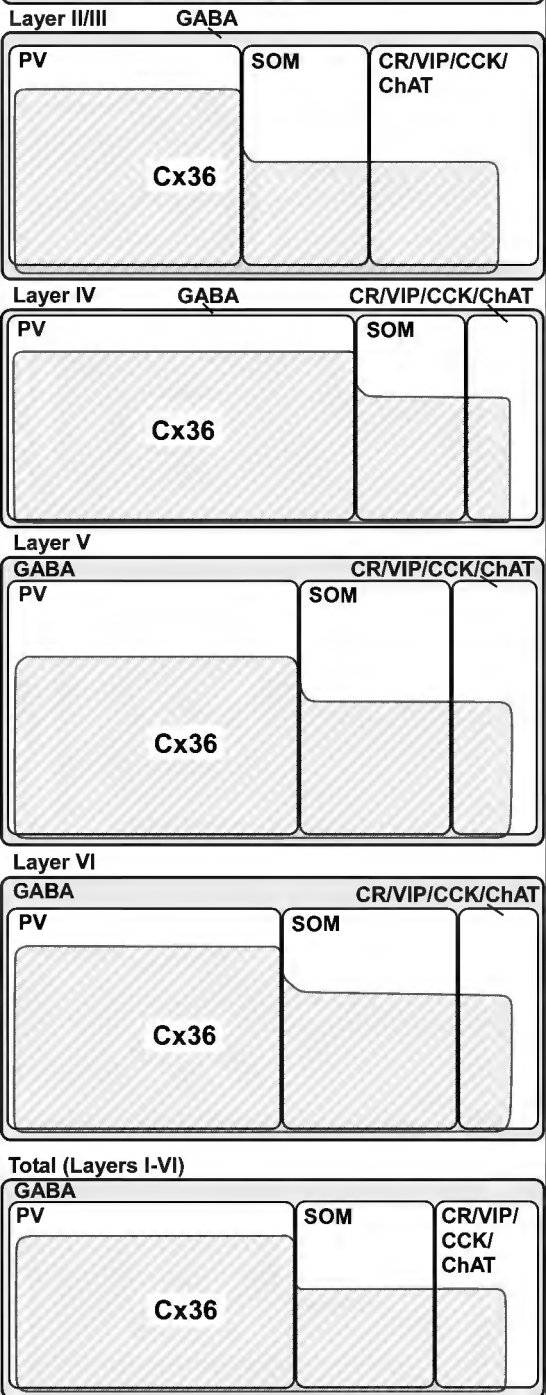 Layer II/III GABA
PV SOM CR/VIP/CCK/
ChAT
Cx36
Layer IV GABA CR/VIP/CCK/ChAT
PV SOM
Cx36
Layer V
GABA CR/VIP/CCK/ChAT
PV SOM
Cx36
Layer VI
GABA CR/VIP/CCK/ChAT
PV SOM
Cx36
Total (Layers I-VI)
GABA
PV SOM CR/VIP/
CCK/
ChAT
Cx36